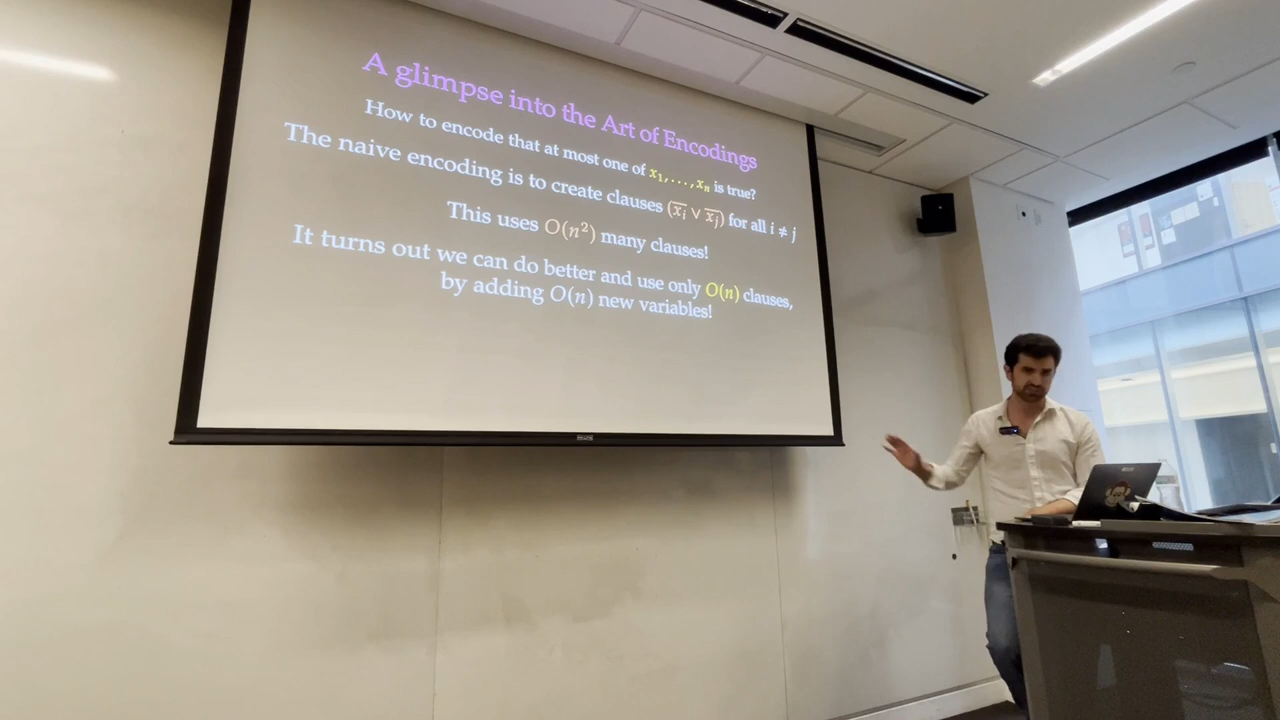 A glimpse into the Art of Encodings
How to encode that at most one of x₁, . . . , xₙ is true?
The naive encoding is to create clauses (x̅ᵢ ∨ x̅ⱼ) for all i ≠ j
This uses O(n²) many clauses!
It turns out we can do better and use only O(n) clauses,
by adding O(n) new variables!